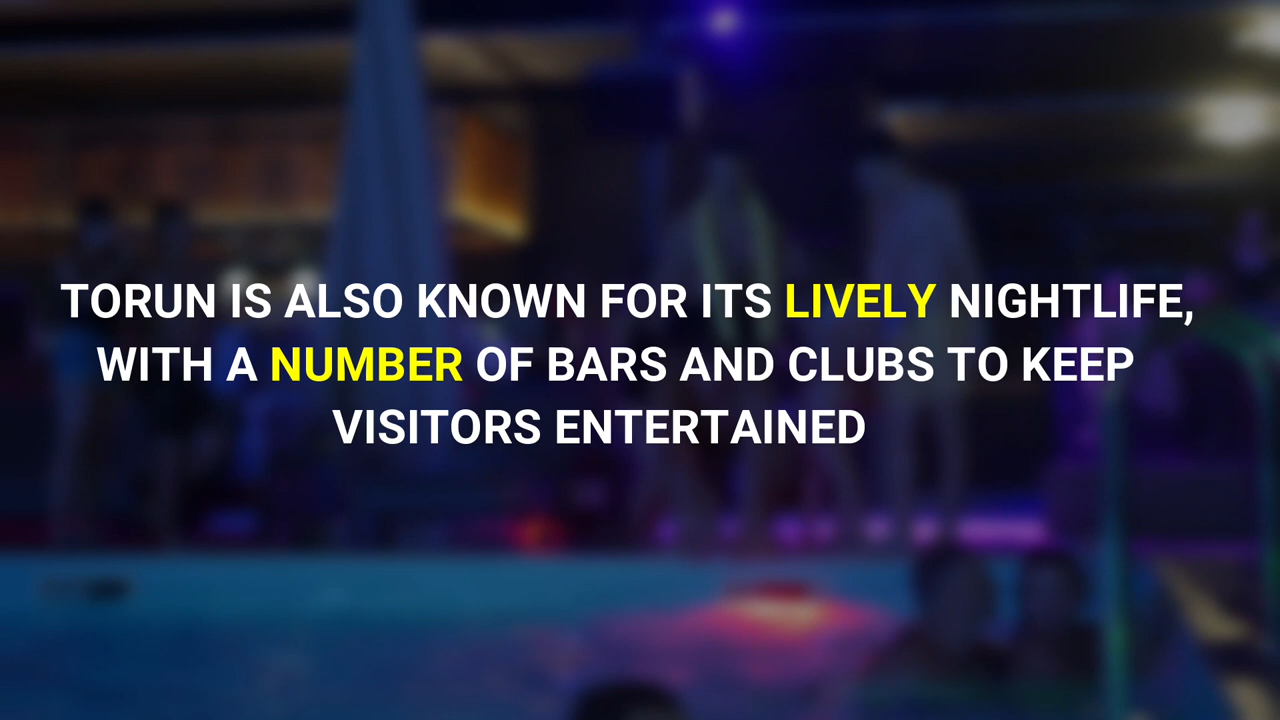 TORUN IS ALSO KNOWN FOR ITS LIVELY NIGHTLIFE,
WITH A NUMBER OF BARS AND CLUBS TO KEEP
VISITORS ENTERTAINED